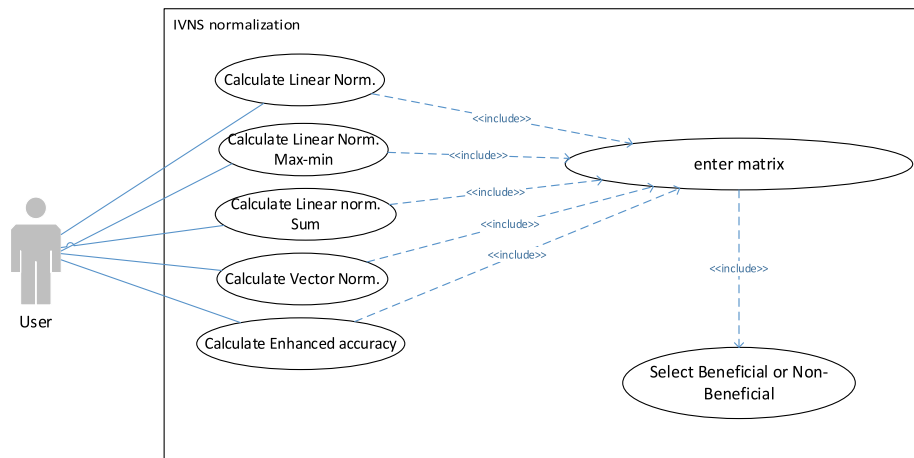 IVNS normalization
Calculate Linear Norm.
<<include>>
Calculate Linear Norm.
Max-min
<<include>>
enter matrix
Calculate Linear norm.
Sum
<<include>>
<<include>>
<<include>>
Calculate Vector Norm.
<<include>>
User
Calculate Enhanced accuracy
Select Beneficial or Non-
Beneficial